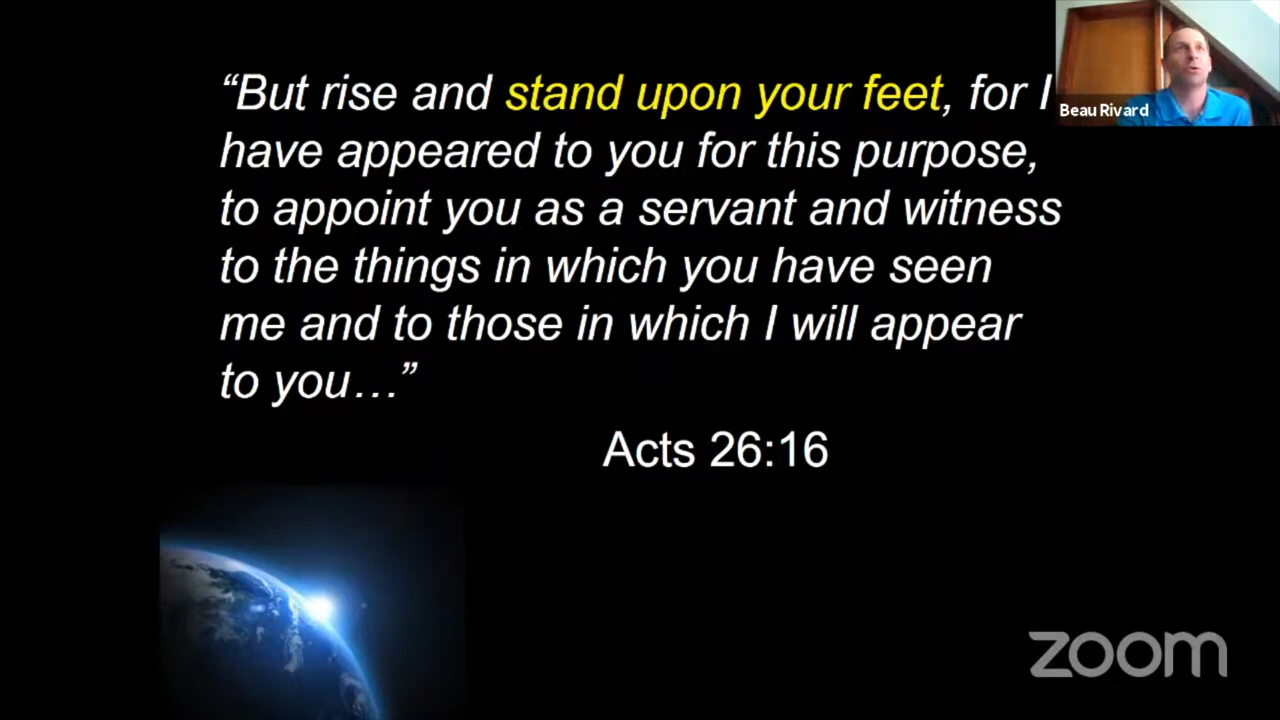 “But rise and stand upon your feet, for I
have appeared to you for this purpose,
to appoint you as a servant and witness
to the things in which you have seen
me and to those in which I will appear
to you…”
Acts 26:16
Beau Rivard
zoom